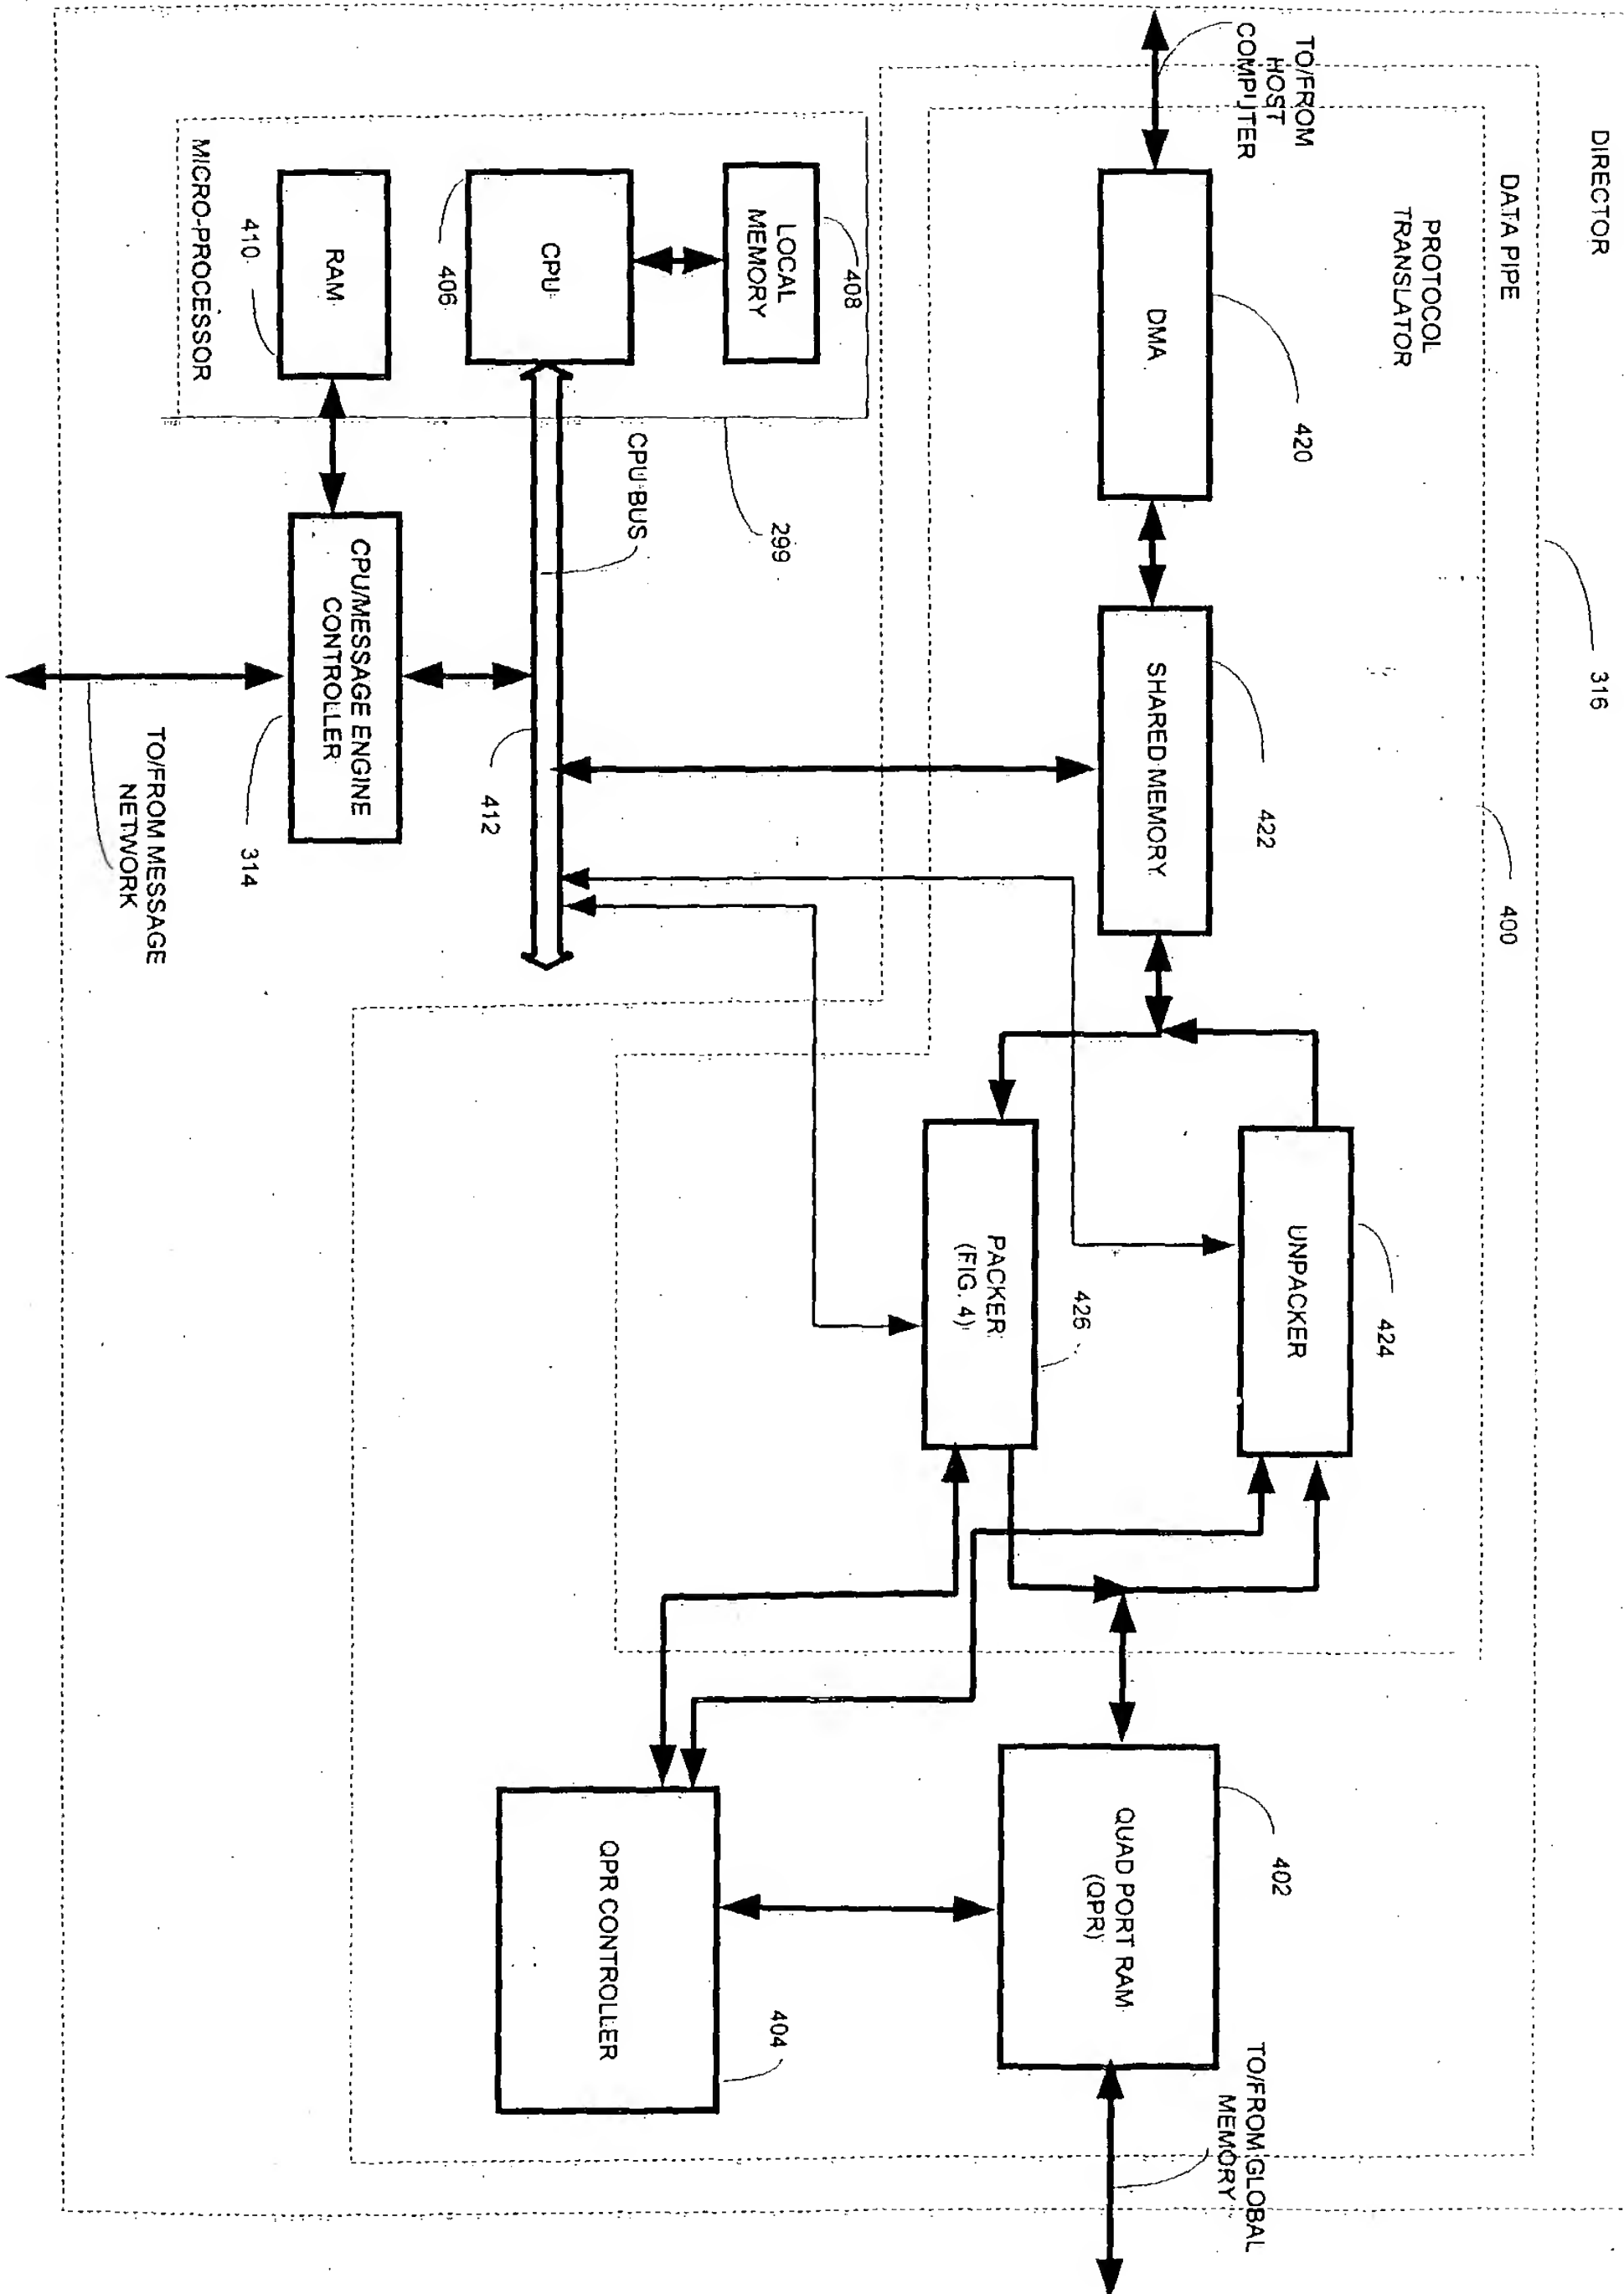 DIRECTOR
316
DATA PIPE
400
PROTOCOL
TRANSLATOR
TO/FROM
HOST
COMPUTER
DMA
420
SHARED MEMORY
422
UNPACKER
424
PACKER
(FIG. 4)
426
QUAD PORT RAM
(QPR)
402
TO/FROM GLOBAL
MEMORY
QPR CONTROLLER
404
LOCAL
MEMORY
408
CPU
406
RAM
410
MICRO-PROCESSOR
299
CPU BUS
412
CPU/MESSAGE ENGINE
CONTROLLER
314
TO/FROM MESSAGE
NETWORK